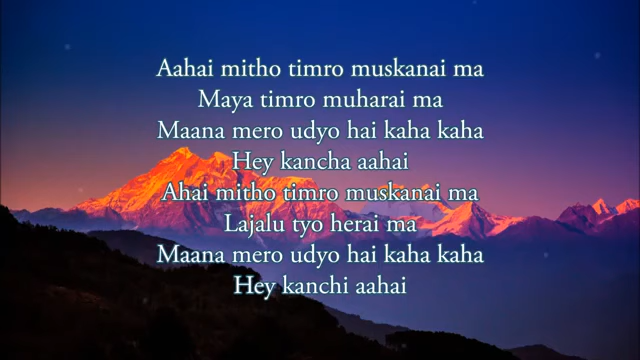 Aahai mitho timro muskanai ma
Maya timro muharai ma
Maana mero udyo hai kaha kaha
Hey kancha aahai
Ahai mitho timro muskanai ma
Lajalu tyo herai ma
Maana mero udyo hai kaha kaha
Hey kanchi aahai